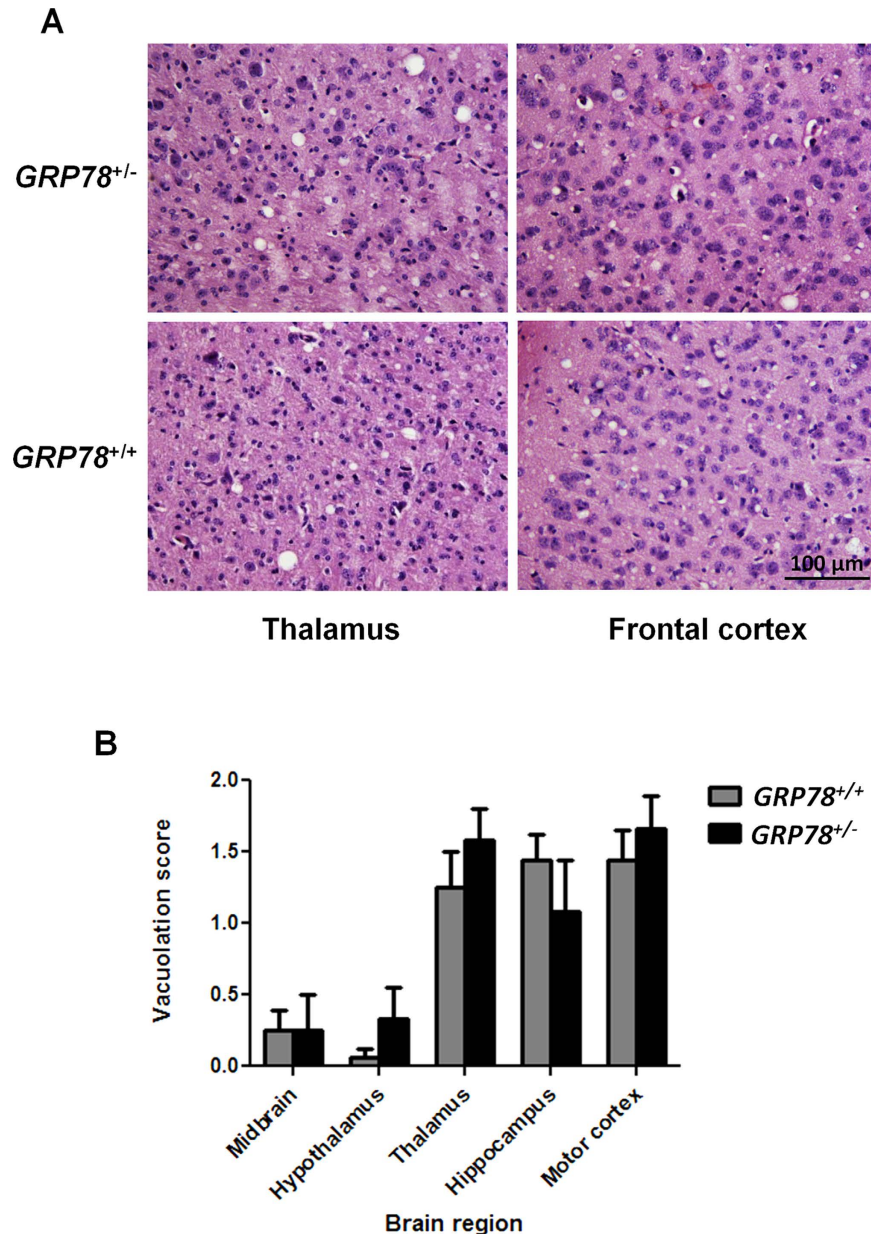 A
GRP78+/-
GRP78+/+
100 µm
Thalamus
Frontal cortex
B
2.0
1.5
1.0
0.5
0.0
Vacuolation score
GRP78+/+
GRP78+/-
Midbrain
Hypothalamus
Thalamus
Hippocampus
Motor cortex
Brain region